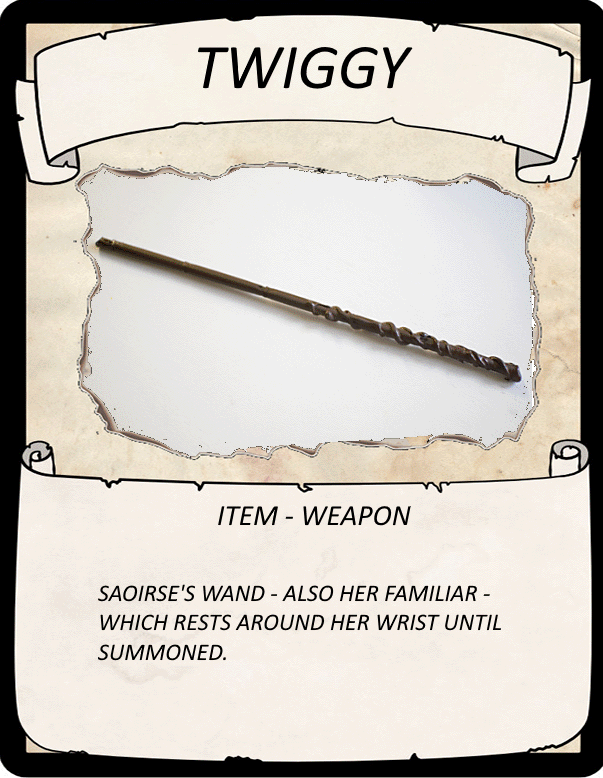 TWIGGY
ITEM - WEAPON
SAOIRSE'S WAND - ALSO HER FAMILIAR -
WHICH RESTS AROUND HER WRIST UNTIL
SUMMONED.